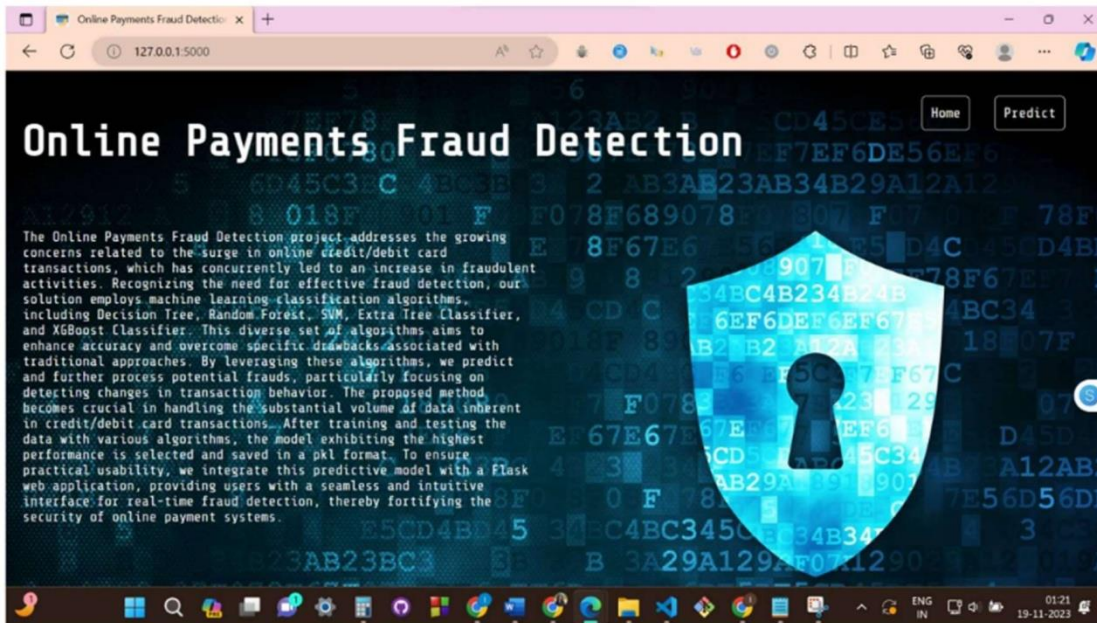 Online Payments Fraud Detectio
127.0.0.1:5000
Home
Predict
Online Payments Fraud Detection
The Online Payments Fraud Detection project addresses the growing
concerns related to the surge in online credit/debit card
transactions, which has concurrently led to an increase in fraudulent
activities. Recognizing the need for effective fraud detection, our
solution employs machine learning classification algorithms,
including Decision Tree, Random Forest, SVM, Extra Tree Classifier,
and XGBoost Classifier. This diverse set of algorithms aims to
enhance accuracy and overcome specific drawbacks associated with
traditional approaches. By leveraging these algorithms, we predict
and further process potential frauds, particularly focusing on
detecting changes in transaction behavior. The proposed method
becomes crucial in handling the substantial volume of data inherent
in credit/debit card transactions. After training and testing the
data with various algorithms, the model exhibiting the highest
performance is selected and saved in a pkl format. To ensure
practical usability, we integrate this predictive model with a Flask
web application, providing users with a seamless and intuitive
interface for real-time fraud detection, thereby fortifying the
security of online payment systems.
ENG
IN
01:21
19-11-2023